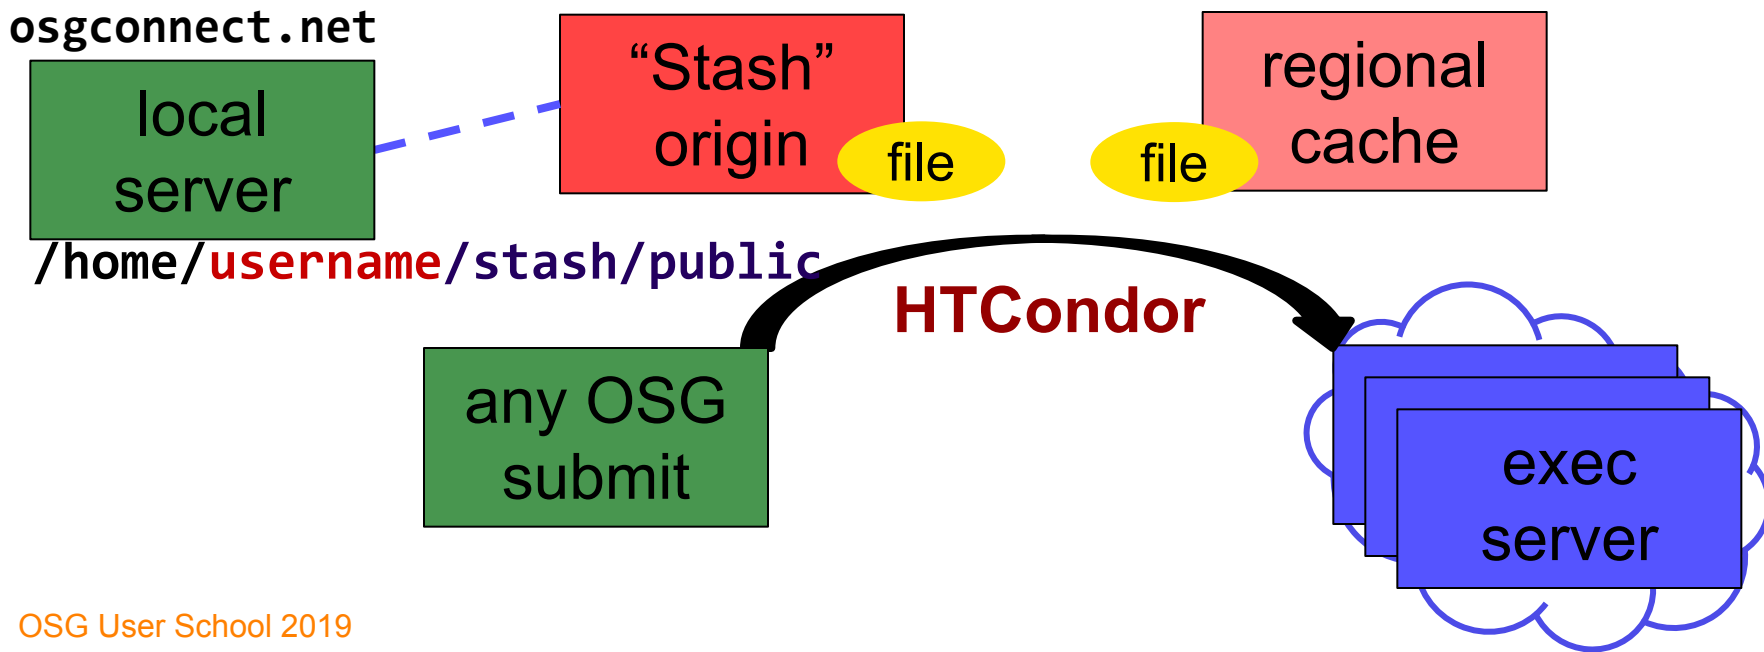 osgconnect.net
local
server
“Stash”
origin
file
regional
cache
file
/home/username/stash/public
HTCondor
any OSG
submit
exec
server
OSG User School 2019